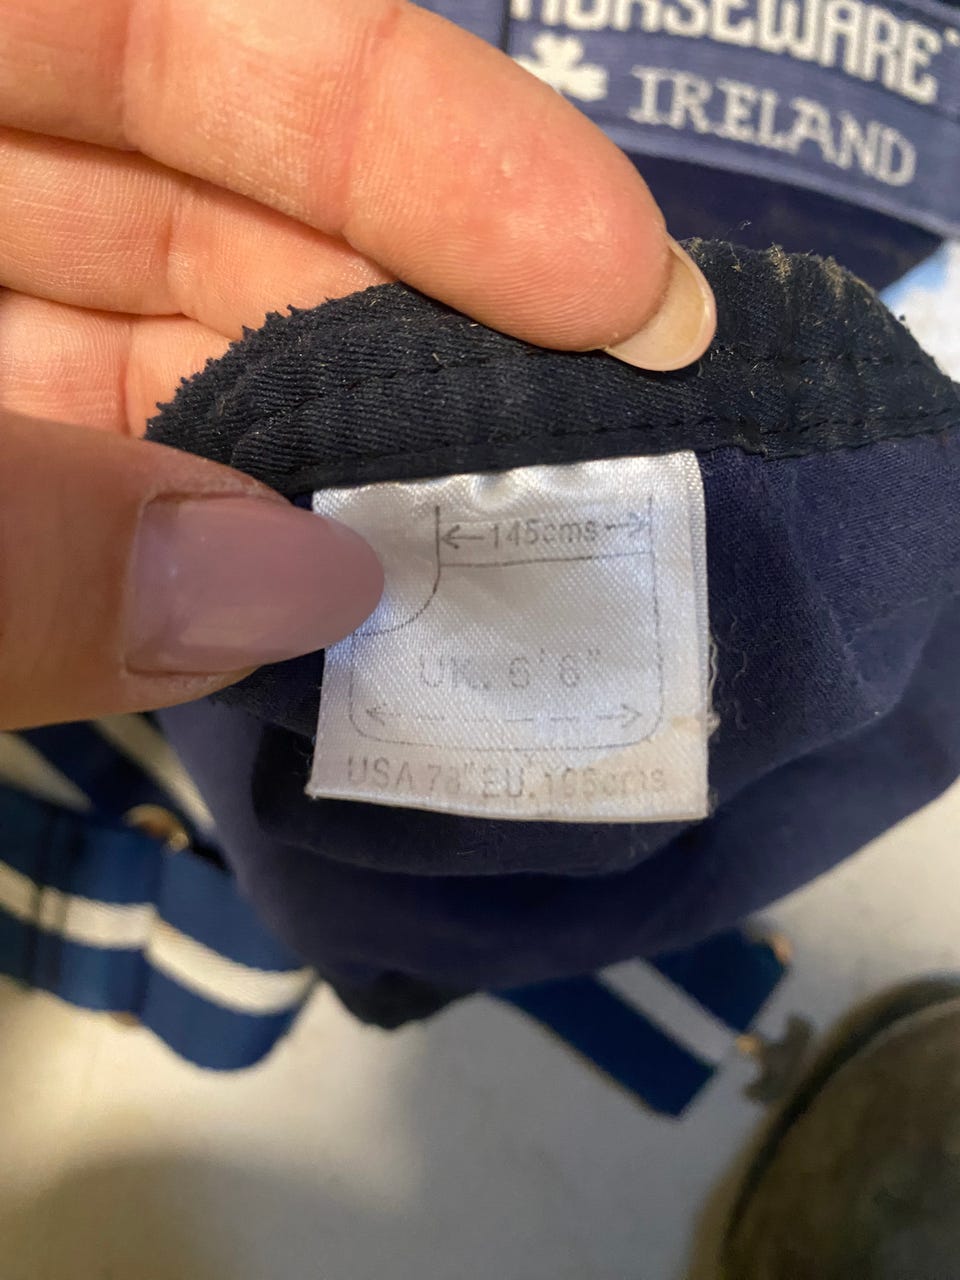 HORSEWARE
IRELAND
145cms
UK. 6'6"
USA 78" EU. 195cms